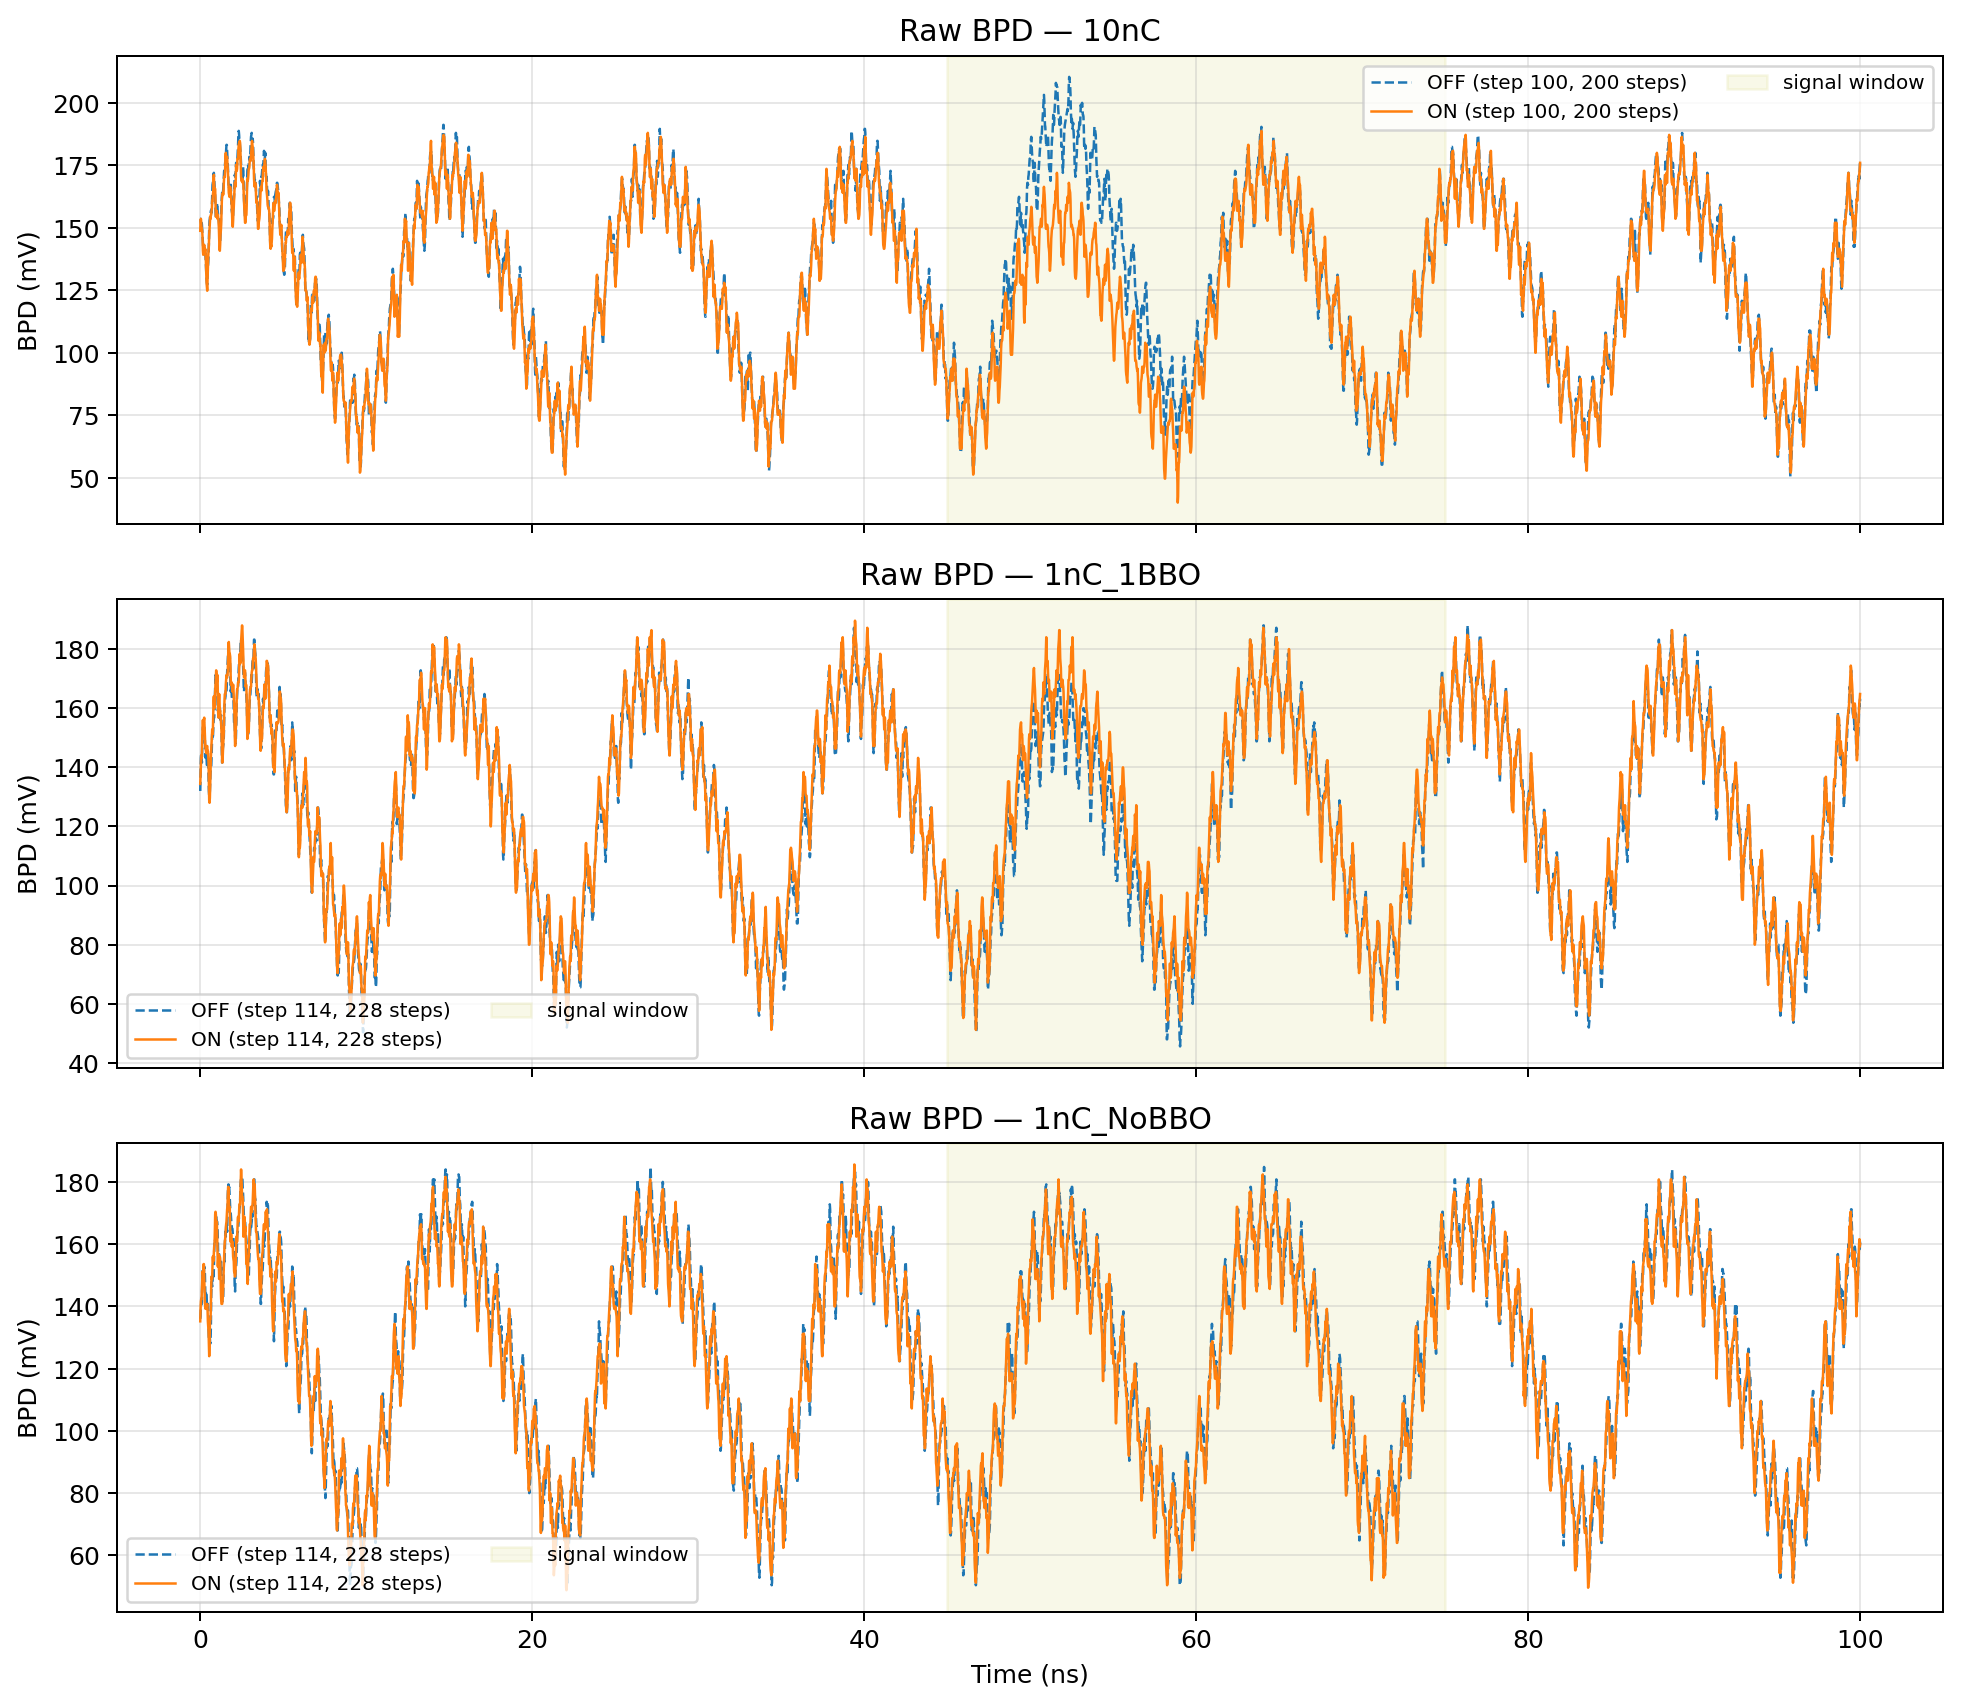 Raw BPD — 10nC
BPD (mV)
200
175
150
125
100
75
50
OFF (step 100, 200 steps)
ON (step 100, 200 steps)
signal window
Raw BPD — 1nC_1BBO
BPD (mV)
180
160
140
120
100
80
60
40
OFF (step 114, 228 steps)
ON (step 114, 228 steps)
signal window
Raw BPD — 1nC_NoBBO
BPD (mV)
180
160
140
120
100
80
60
OFF (step 114, 228 steps)
ON (step 114, 228 steps)
signal window
0 20 40 60 80 100
Time (ns)